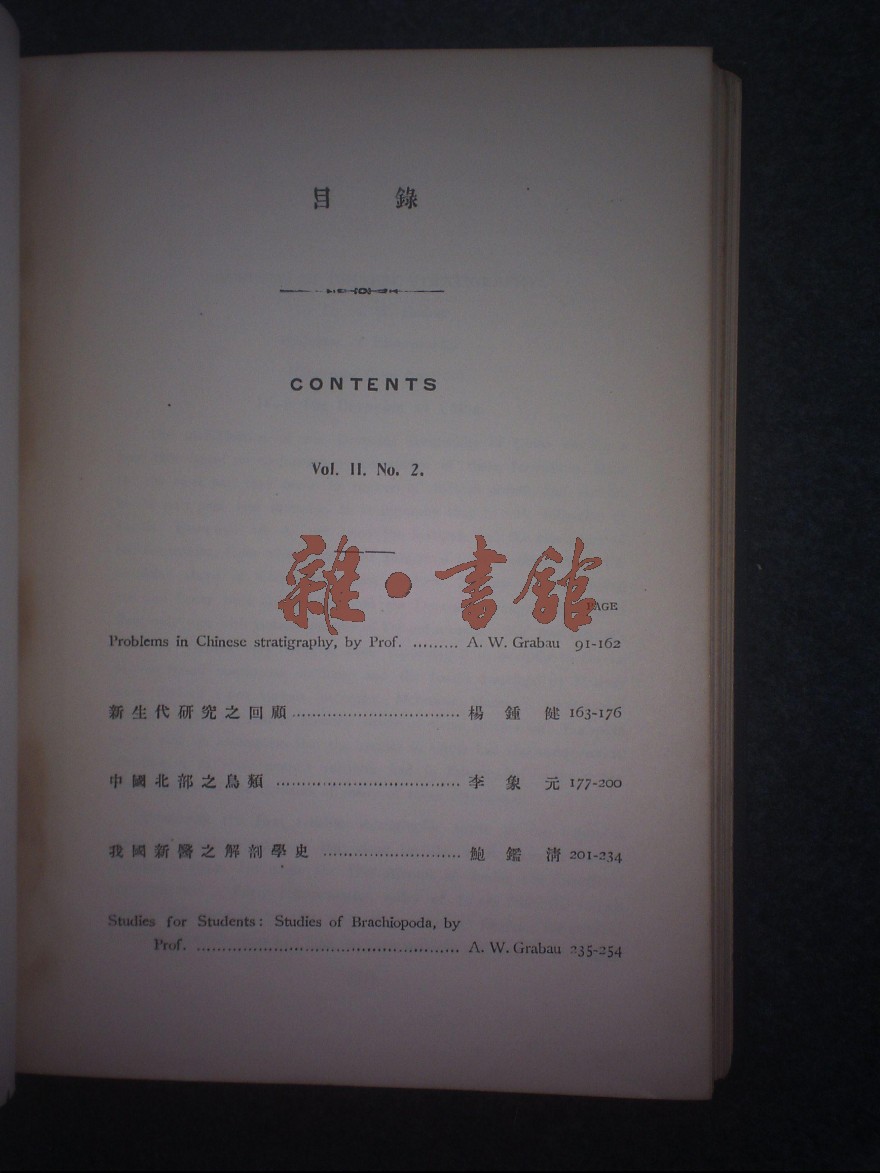 目錄
CONTENTS
Vol. II. No. 2.
雜·書館
PAGE
Problems in Chinese stratigraphy, by Prof. ......... A. W. Grabau 91-162
新生代研究之回顧 ................................. 楊鍾健 163-176
中國北部之鳥類 .................................... 李象元 177-200
我國新醫之解剖學史 ........................... 鮑鑑清 201-234
Studies for Students: Studies of Brachiopoda, by
Prof. .................................................... A. W. Grabau 235-254